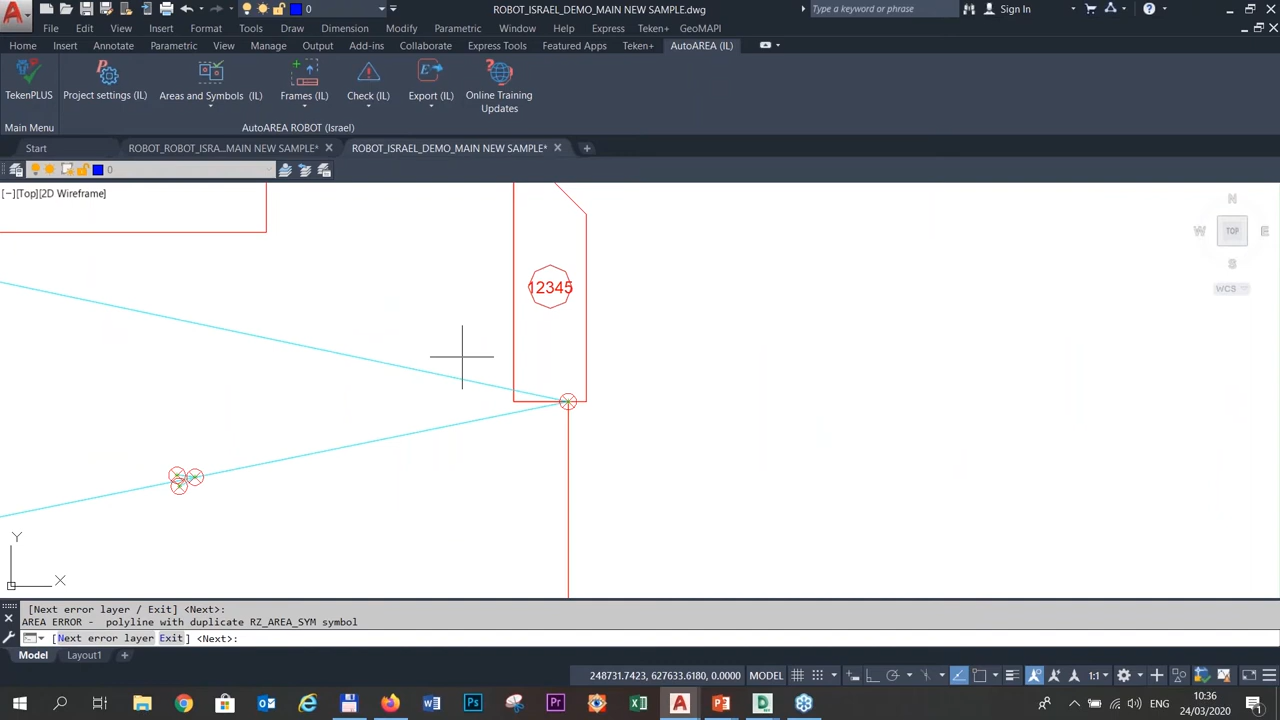 ROBOT_ISRAEL_DEMO_MAIN NEW SAMPLE.dwg
0
Type a keyword or phrase
Sign In
File Edit View Insert Format Tools Draw Dimension Modify Parametric Window Help Express Teken+ GeoMAPI
Home Insert Annotate Parametric View Manage Output Add-ins Collaborate Express Tools Featured Apps Teken+ AutoAREA (IL)
TekenPLUS
Project settings (IL)
Areas and Symbols (IL)
Frames (IL)
Check (IL)
Export (IL)
Online Training
Updates
Main Menu
AutoAREA ROBOT (Israel)
Start
ROBOT_ROBOT_ISRA...MAIN NEW SAMPLE*
ROBOT_ISRAEL_DEMO_MAIN NEW SAMPLE*
0
[−][Top][2D Wireframe]
N
W TOP E
S
WCS
12345
Y
X
[Next error layer / Exit] <Next>:
AREA ERROR - polyline with duplicate RZ_AREA_SYM symbol
[Next error layer Exit] <Next>:
Model Layout1
248731.7423, 627633.6180, 0.0000 MODEL
1:1
ENG
10:36
24/03/2020